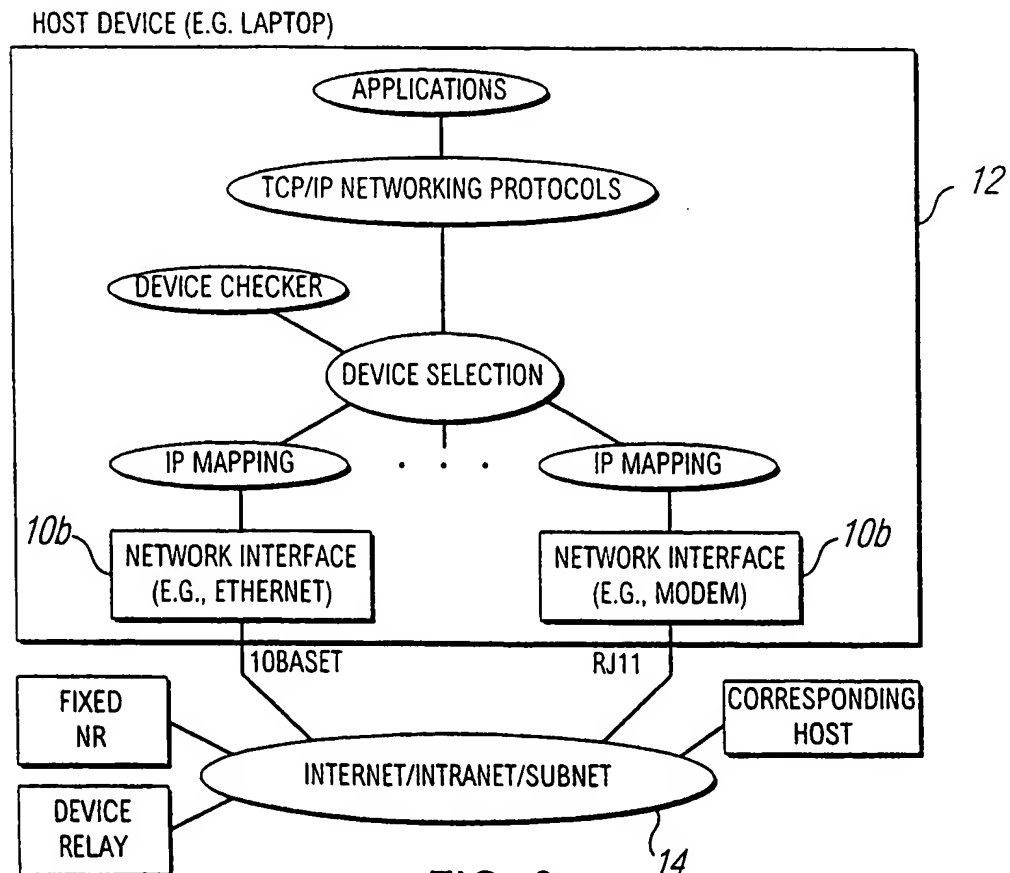 HOST DEVICE (E.G. LAPTOP)
APPLICATIONS
TCP/IP NETWORKING PROTOCOLS
12
DEVICE CHECKER
DEVICE SELECTION
IP MAPPING
. . .
IP MAPPING
10b
NETWORK INTERFACE
(E.G., ETHERNET)
NETWORK INTERFACE
(E.G., MODEM)
10b
10BASET
RJ11
FIXED
NR
CORRESPONDING
HOST
INTERNET/INTRANET/SUBNET
DEVICE
RELAY
14